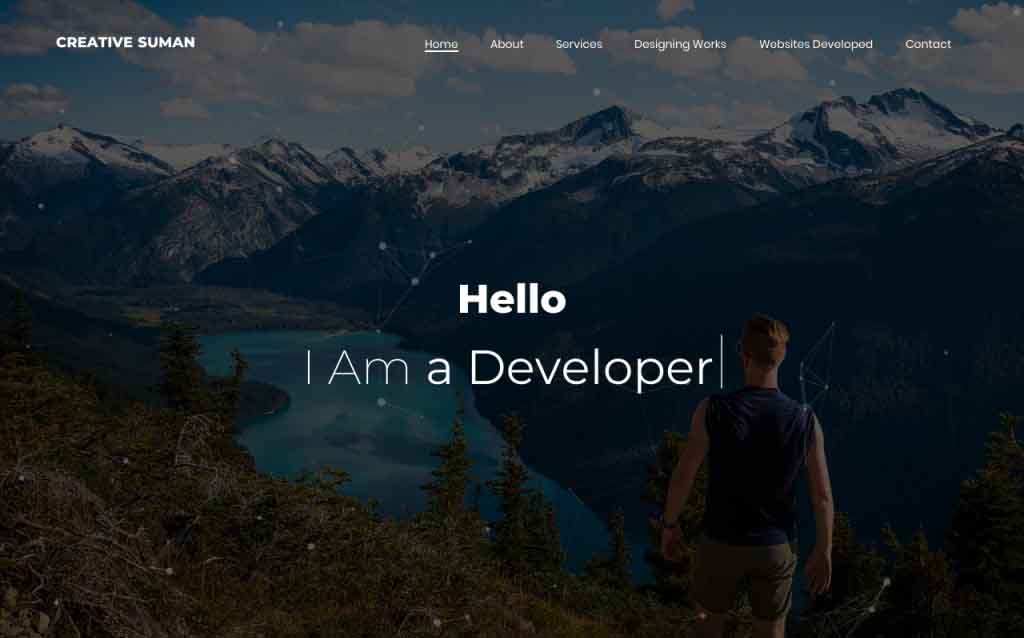 CREATIVE SUMAN
Home About Services Designing Works Websites Developed Contact
Hello
I Am a Developer